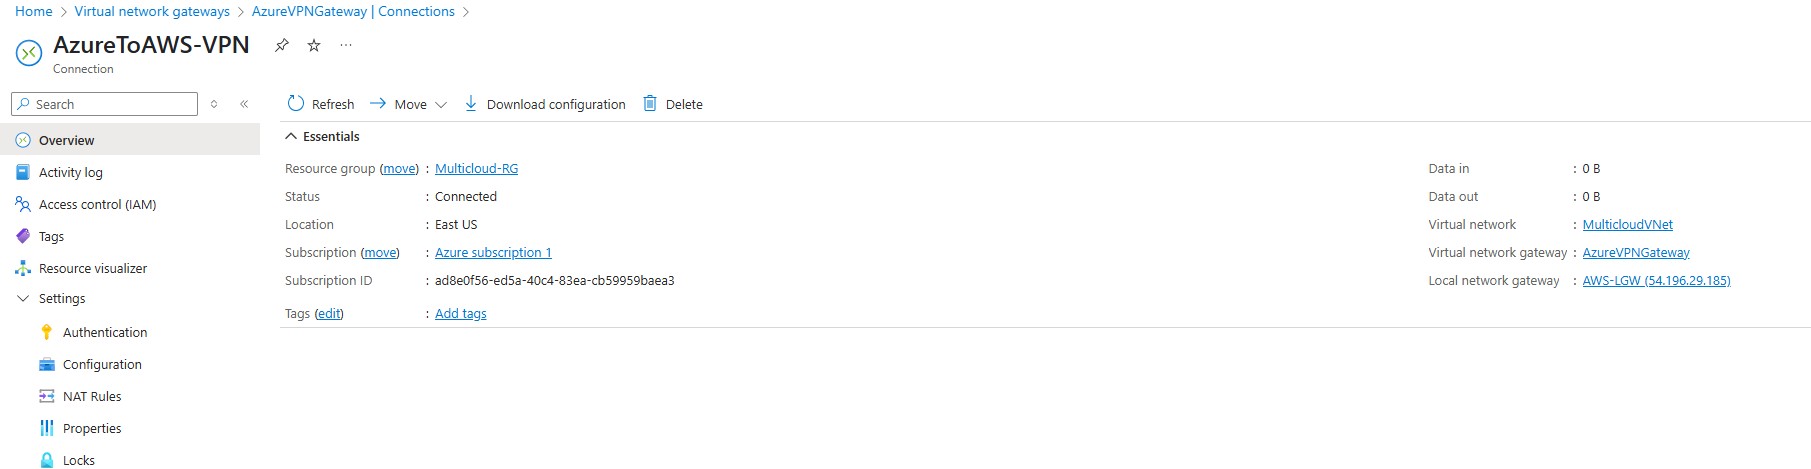 Home > Virtual network gateways > AzureVPNGateway | Connections >
AzureToAWS-VPN ...
Connection
Search
Overview
Activity log
Access control (IAM)
Tags
Resource visualizer
Settings
Authentication
Configuration
NAT Rules
Properties
Locks
Refresh Move Download configuration Delete
Essentials
Resource group (move) : Multicloud-RG
Status : Connected
Location : East US
Subscription (move) : Azure subscription 1
Subscription ID : ad8e0f56-ed5a-40c4-83ea-cb59959baea3
Tags (edit) : Add tags
Data in : 0 B
Data out : 0 B
Virtual network : MulticloudVNet
Virtual network gateway : AzureVPNGateway
Local network gateway : AWS-LGW (54.196.29.185)